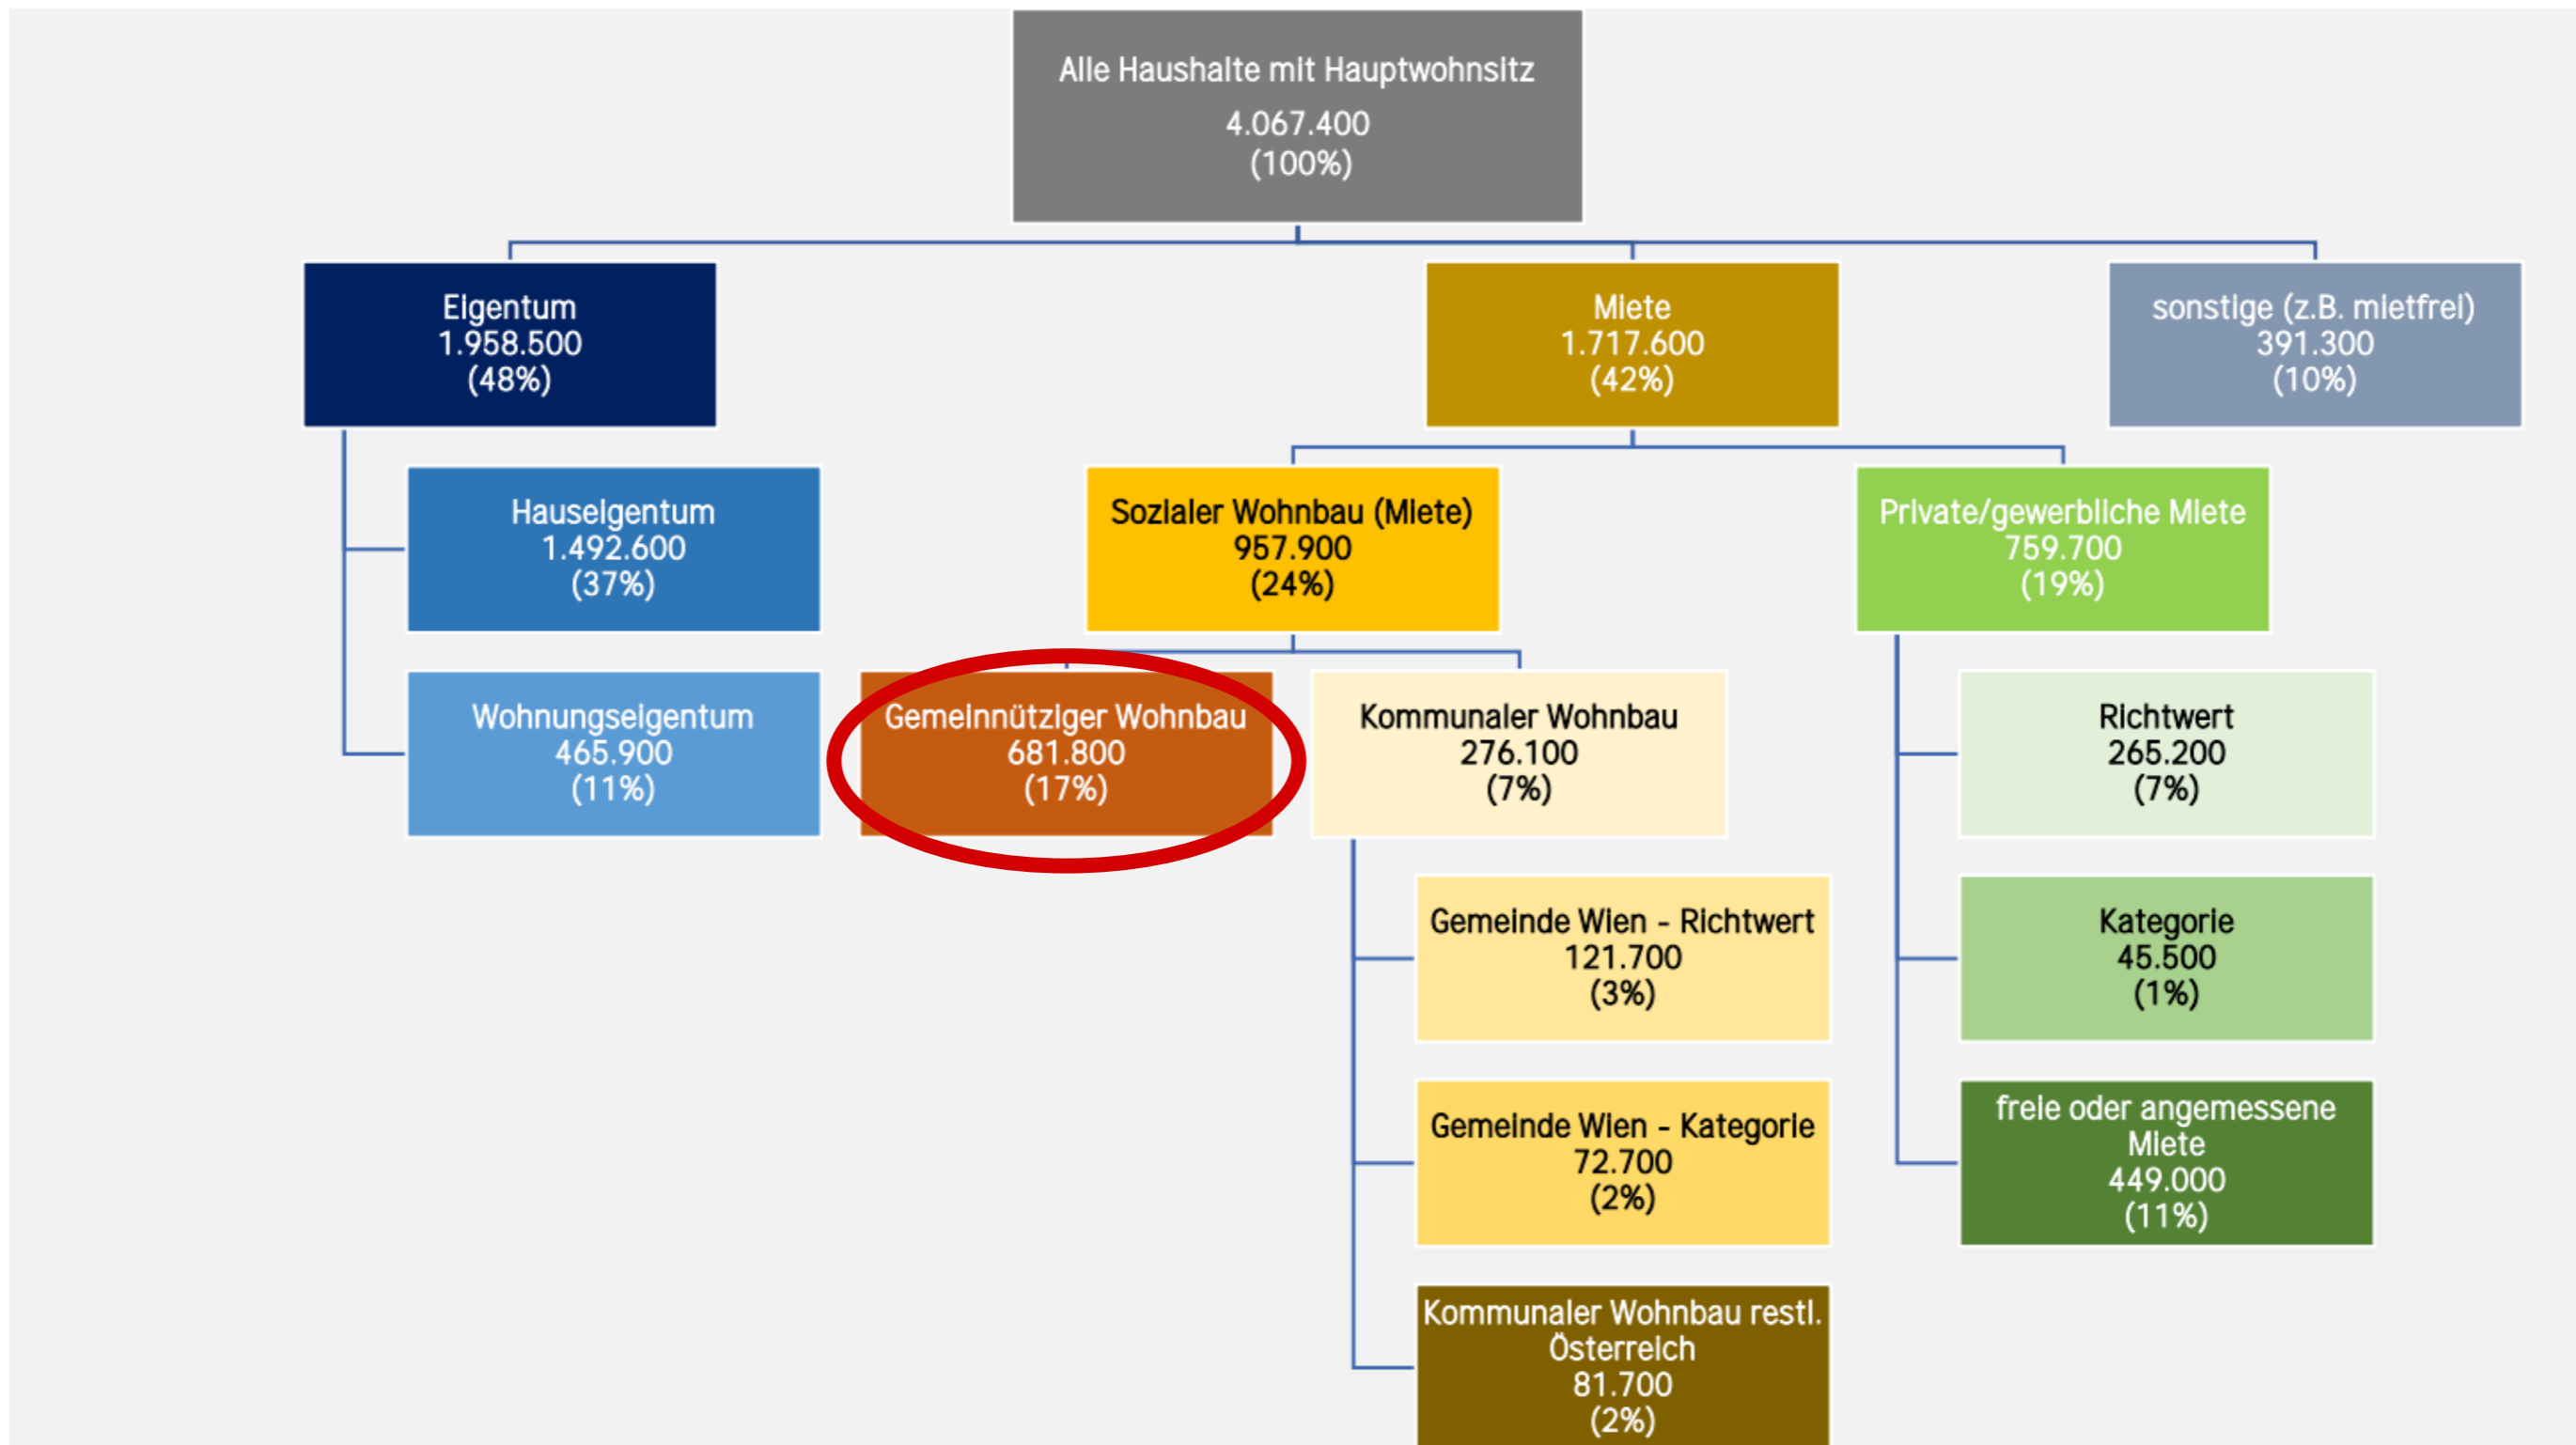 Alle Haushalte mit Hauptwohnsitz
4.067.400
(100%)
Eigentum
1.958.500
(48%)
Miete
1.717.600
(42%)
sonstige (z.B. mietfrei)
391.300
(10%)
Hauseigentum
1.492.600
(37%)
Sozialer Wohnbau (Miete)
957.900
(24%)
Private/gewerbliche Miete
759.700
(19%)
Wohnungseigentum
465.900
(11%)
Gemeinnütziger Wohnbau
681.800
(17%)
Kommunaler Wohnbau
276.100
(7%)
Richtwert
265.200
(7%)
Gemeinde Wien - Richtwert
121.700
(3%)
Kategorie
45.500
(1%)
Gemeinde Wien - Kategorie
72.700
(2%)
freie oder angemessene
Miete
449.000
(11%)
Kommunaler Wohnbau restl.
Österreich
81.700
(2%)